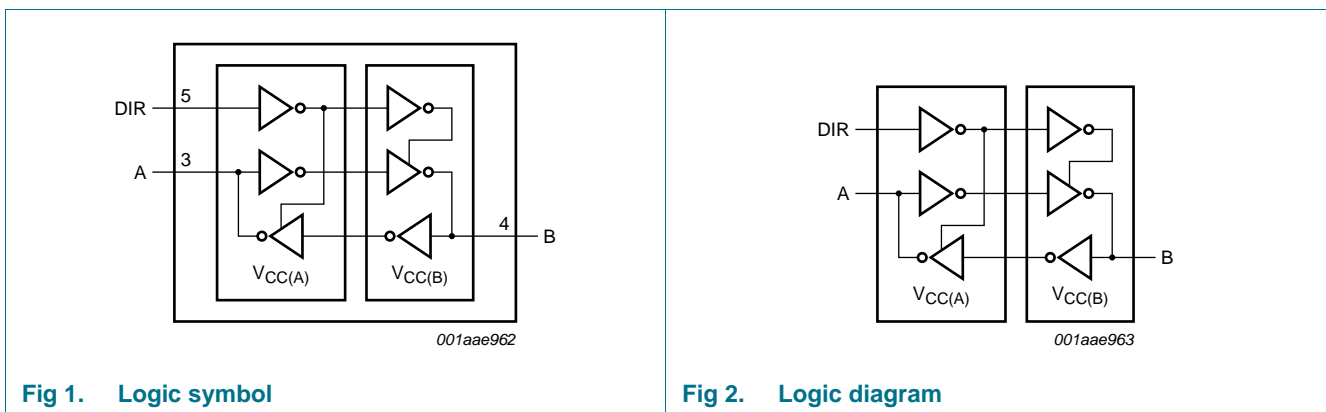 DIR
5
A
3
4
B
VCC(A)
VCC(B)
001aae962
Fig 1. Logic symbol
DIR
A
B
VCC(A)
VCC(B)
001aae963
Fig 2. Logic diagram